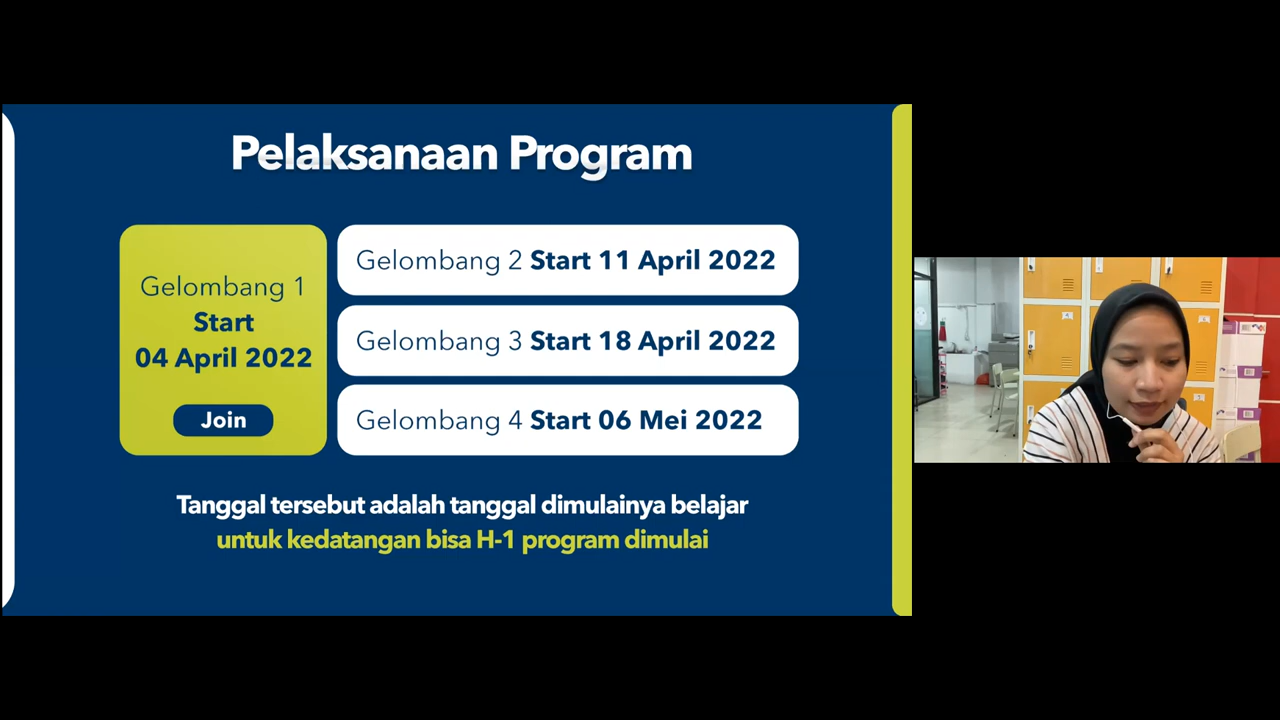 Pelaksanaan Program
Gelombang 1
Start
04 April 2022
Join
Gelombang 2 Start 11 April 2022
Gelombang 3 Start 18 April 2022
Gelombang 4 Start 06 Mei 2022
Tanggal tersebut adalah tanggal dimulainya belajar
untuk kedatangan bisa H-1 program dimulai